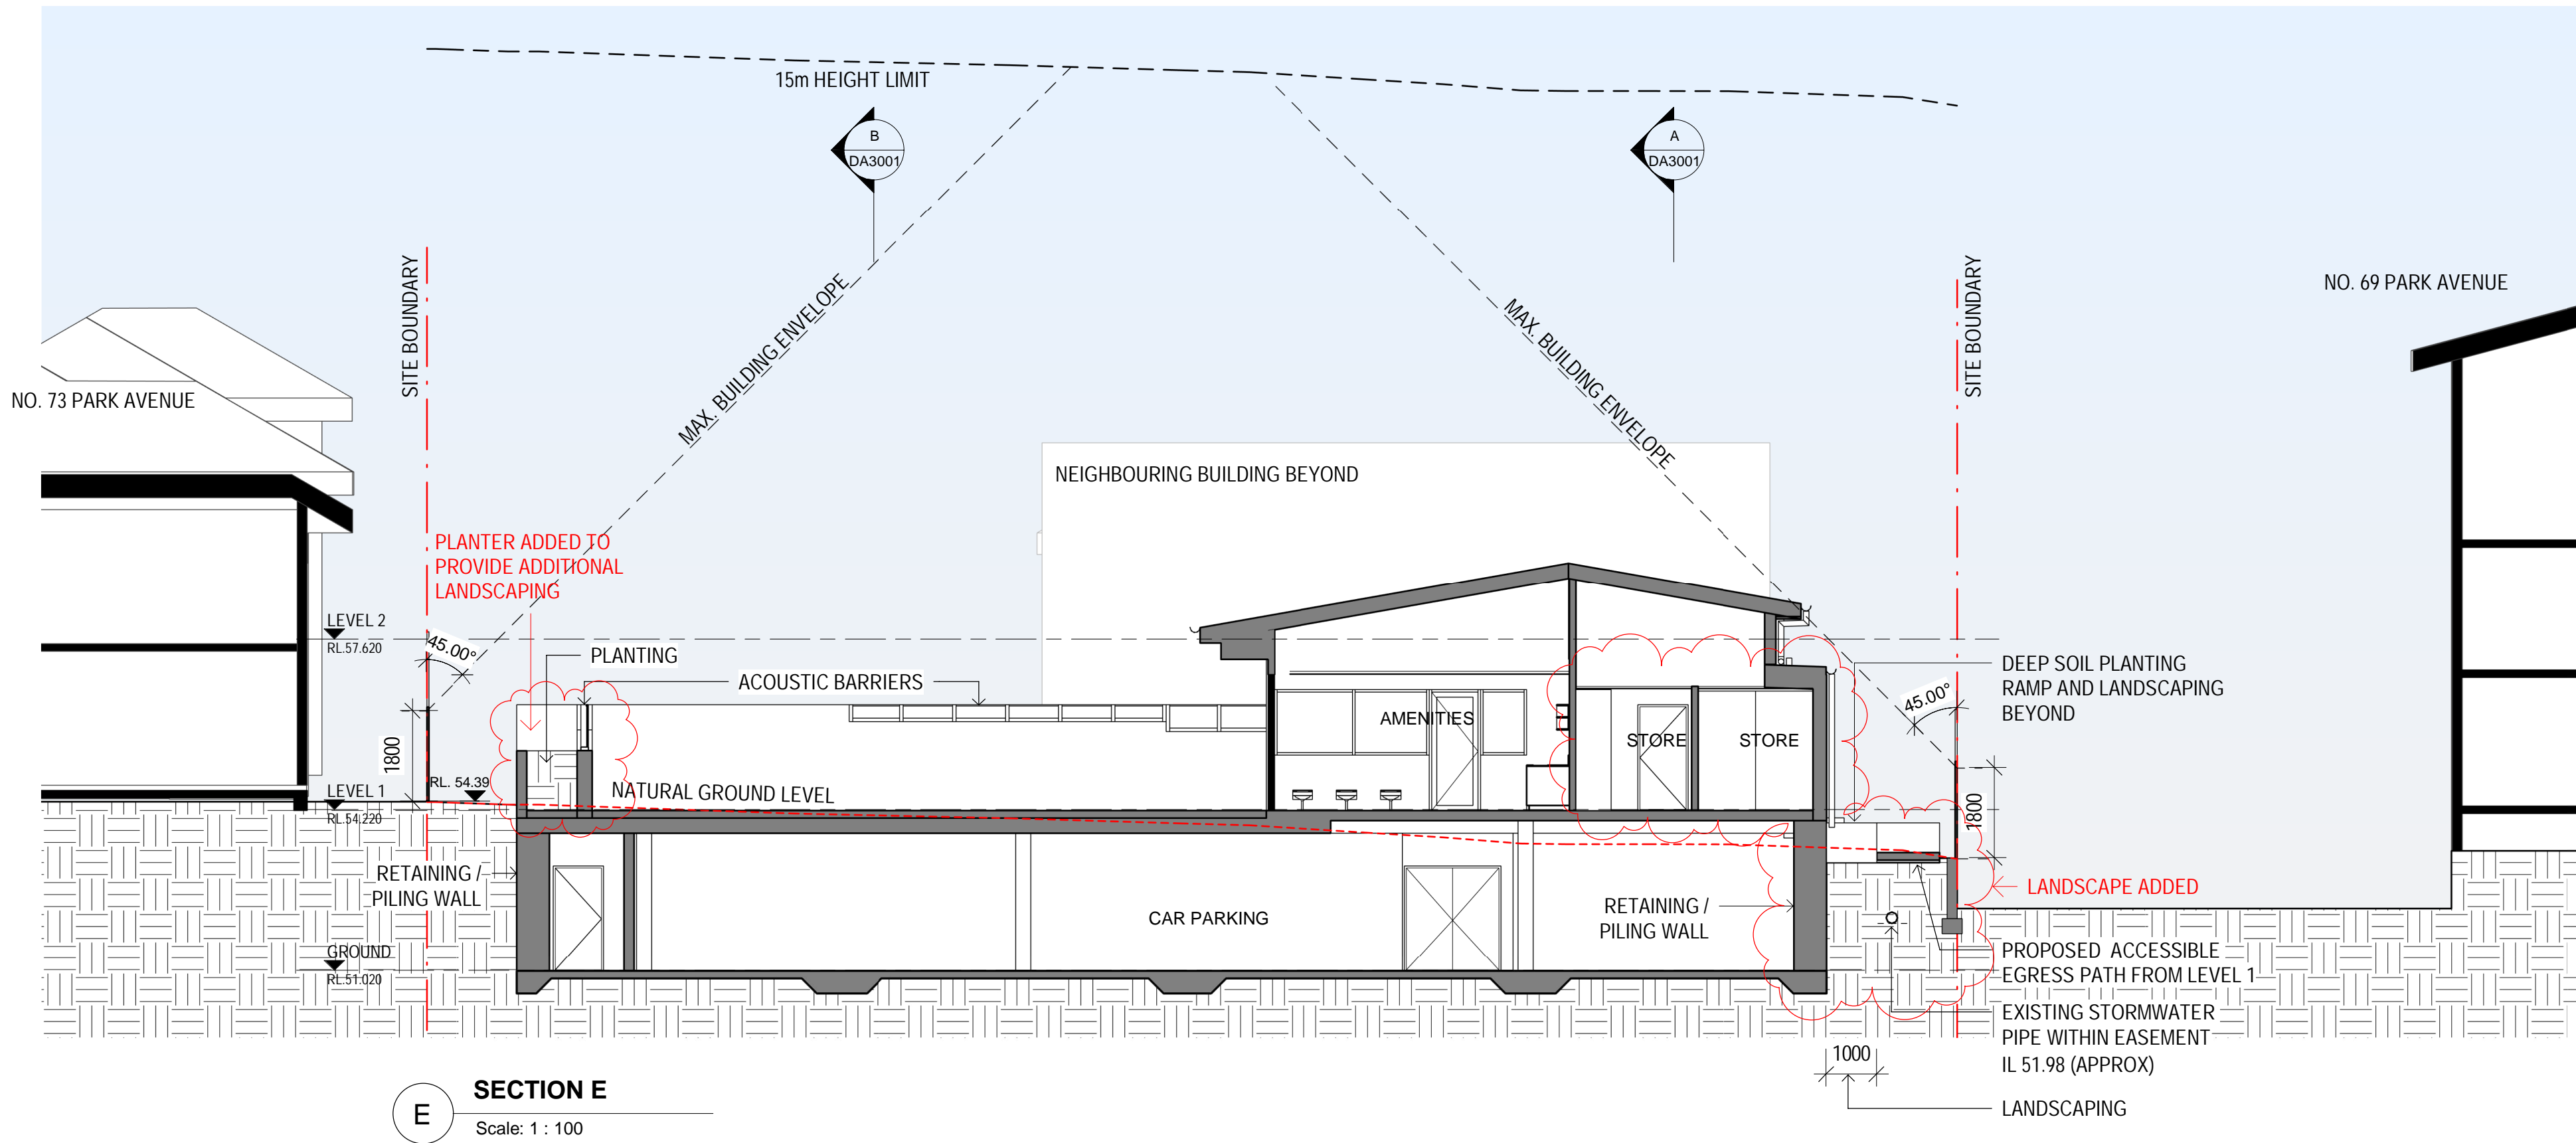 15m HEIGHT LIMIT
B
DA3001
A
DA3001
SITE BOUNDARY
MAX. BUILDING ENVELOPE
MAX. BUILDING ENVELOPE
SITE BOUNDARY
NO. 69 PARK AVENUE
NO. 73 PARK AVENUE
NEIGHBOURING BUILDING BEYOND
PLANTER ADDED TO
PROVIDE ADDITIONAL
LANDSCAPING
LEVEL 2
RL.57.620
45.00°
PLANTING
ACOUSTIC BARRIERS
DEEP SOIL PLANTING
RAMP AND LANDSCAPING
BEYOND
45.00°
AMENITIES
STORE
STORE
1800
RL. 54.39
LEVEL 1
RL.54.220
NATURAL GROUND LEVEL
1800
RETAINING /
PILING WALL
CAR PARKING
RETAINING /
PILING WALL
LANDSCAPE ADDED
GROUND
RL.51.020
PROPOSED ACCESSIBLE
EGRESS PATH FROM LEVEL 1
EXISTING STORMWATER
PIPE WITHIN EASEMENT
IL 51.98 (APPROX)
1000
LANDSCAPING
E
SECTION E
Scale: 1 : 100